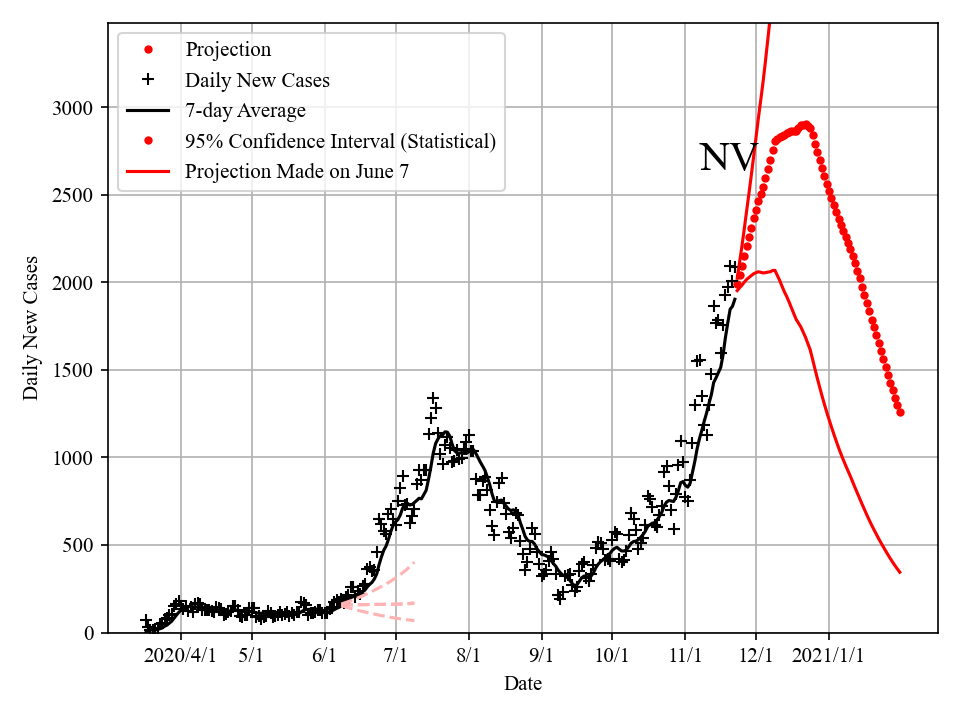 Projection
Daily New Cases
7-day Average
95% Confidence Interval (Statistical)
Projection Made on June 7
NV
Daily New Cases
3000
2500
2000
1500
1000
500
0
2020/4/1 5/1 6/1 7/1 8/1 9/1 10/1 11/1 12/1 2021/1/1
Date